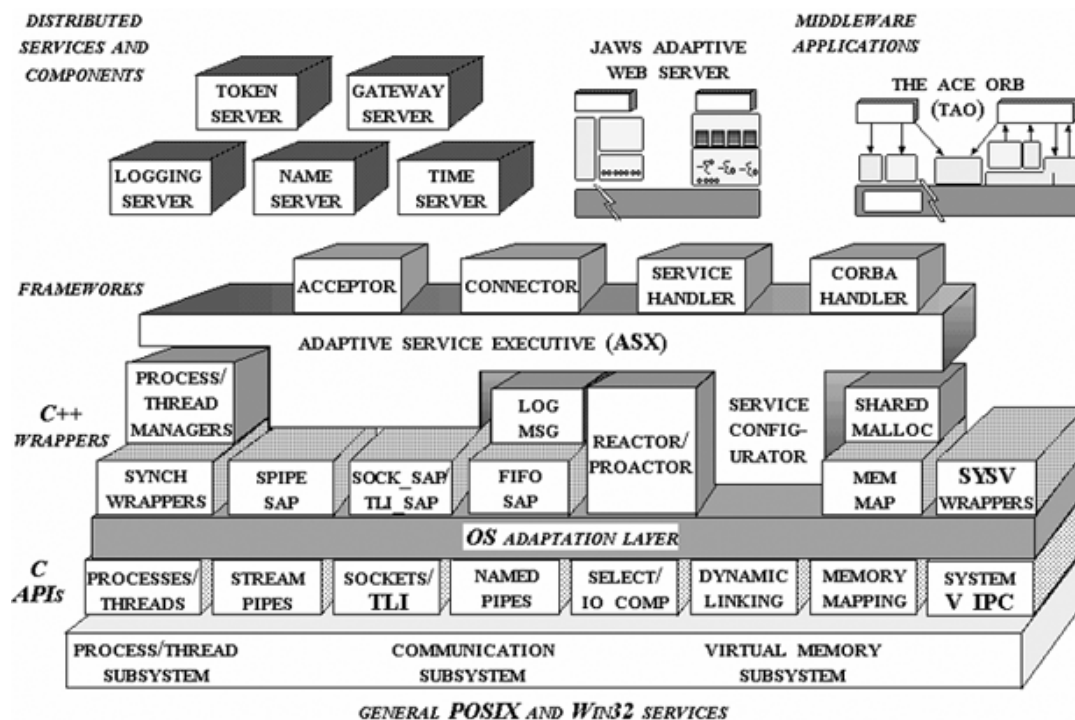 DISTRIBUTED
SERVICES AND
COMPONENTS
MIDDLEWARE
APPLICATIONS
JAWS ADAPTIVE
WEB SERVER
THE ACE ORB
(TAO)
TOKEN
SERVER
GATEWAY
SERVER
LOGGING
SERVER
NAME
SERVER
TIME
SERVER
FRAMEWORKS
ACCEPTOR
CONNECTOR
SERVICE
HANDLER
CORBA
HANDLER
ADAPTIVE SERVICE EXECUTIVE (ASX)
C++
WRAPPERS
PROCESS/
THREAD
MANAGERS
LOG
MSG
REACTOR/
PROACTOR
SERVICE
CONFIG-
URATOR
SHARED
MALLOC
SYNCH
WRAPPERS
SPIPE
SAP
SOCK_SAP/
TLI_SAP
FIFO
SAP
MEM
MAP
SYSV
WRAPPERS
OS ADAPTATION LAYER
C
APIs
PROCESSES/
THREADS
STREAM
PIPES
SOCKETS/
TLI
NAMED
PIPES
SELECT/
IO COMP
DYNAMIC
LINKING
MEMORY
MAPPING
SYSTEM
V IPC
PROCESS/THREAD
SUBSYSTEM
COMMUNICATION
SUBSYSTEM
VIRTUAL MEMORY
SUBSYSTEM
GENERAL POSIX AND WIN32 SERVICES